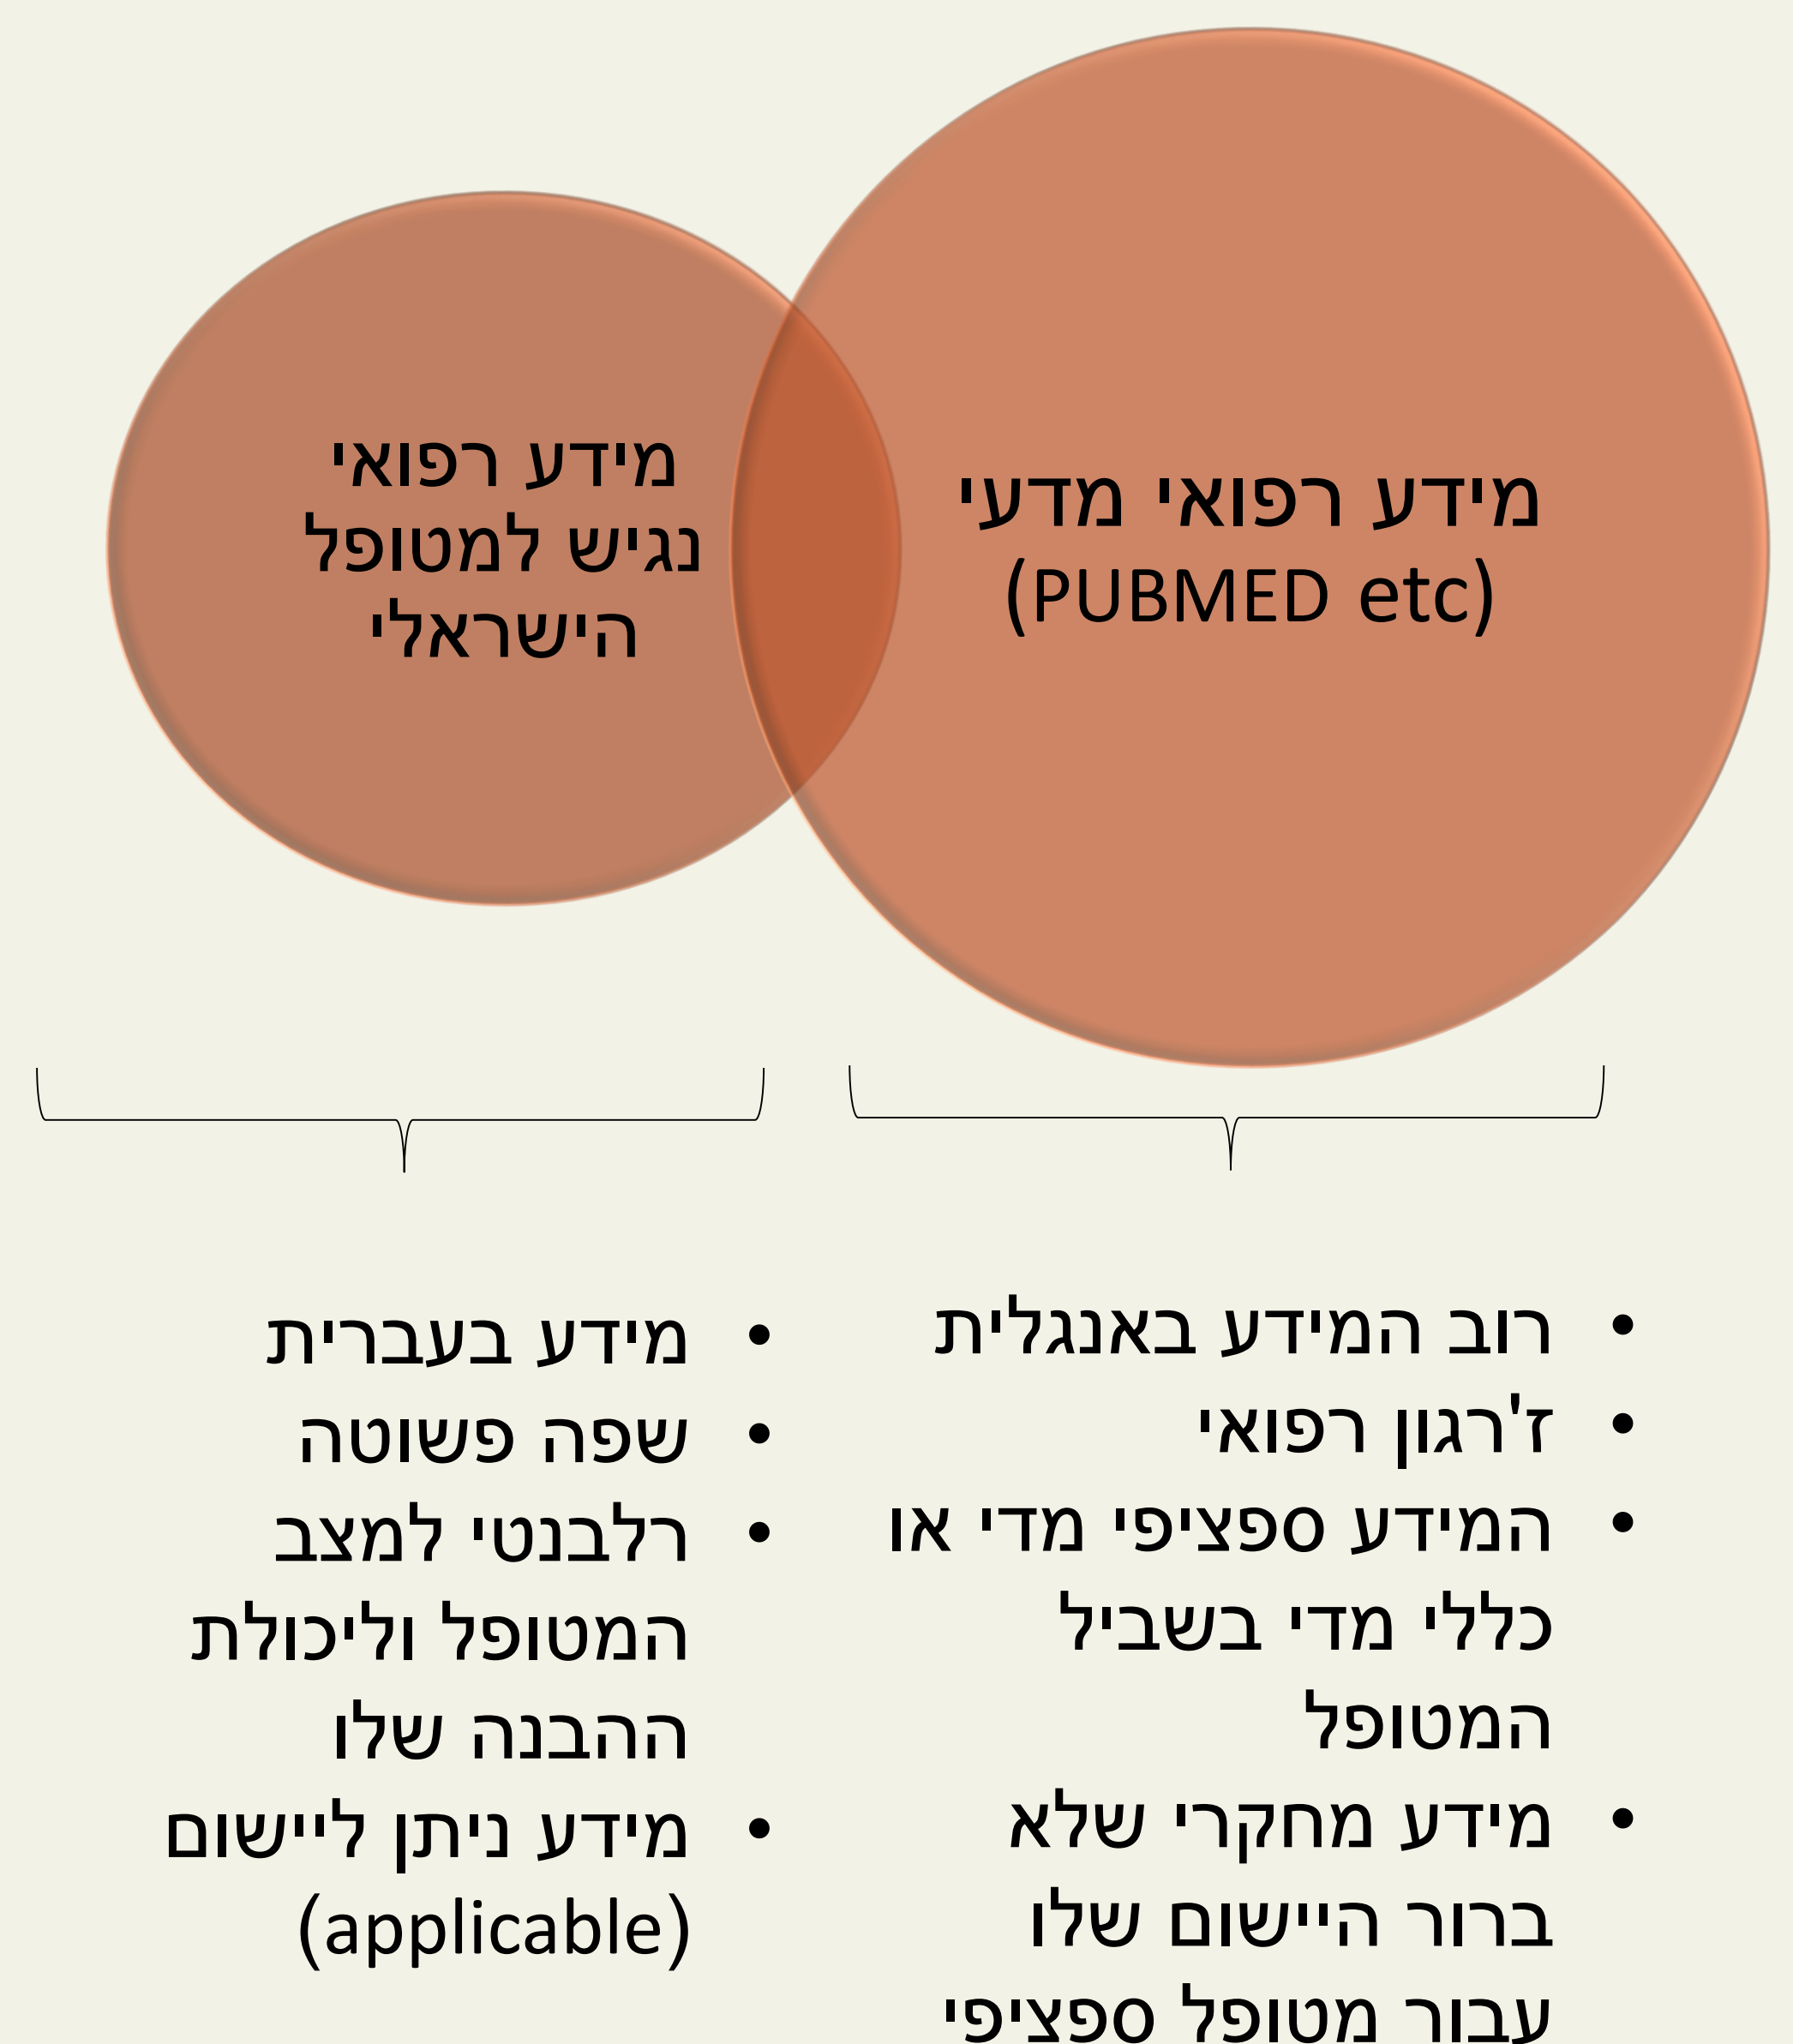 מידע רפואי מדעי
(PUBMED etc)
מידע רפואי
נגיש למטופל
הישראלי
• רוב המידע באנגלית
• ז'רגון רפואי
• המידע ספציפי מדי או
כללי מדי בשביל
המטופל
• מידע מחקרי שלא
ברור היישום שלו
עבור מטופל ספציפי
• מידע בעברית
• שפה פשוטה
• רלבנטי למצב
המטופל וליכולת
ההבנה שלו
• מידע ניתן ליישום
(applicable)